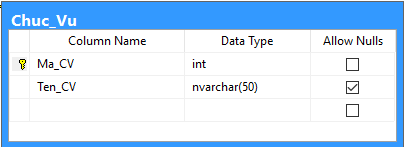 Chuc_Vu
Column Name Data Type Allow Nulls
Ma_CV int
Ten_CV nvarchar(50)